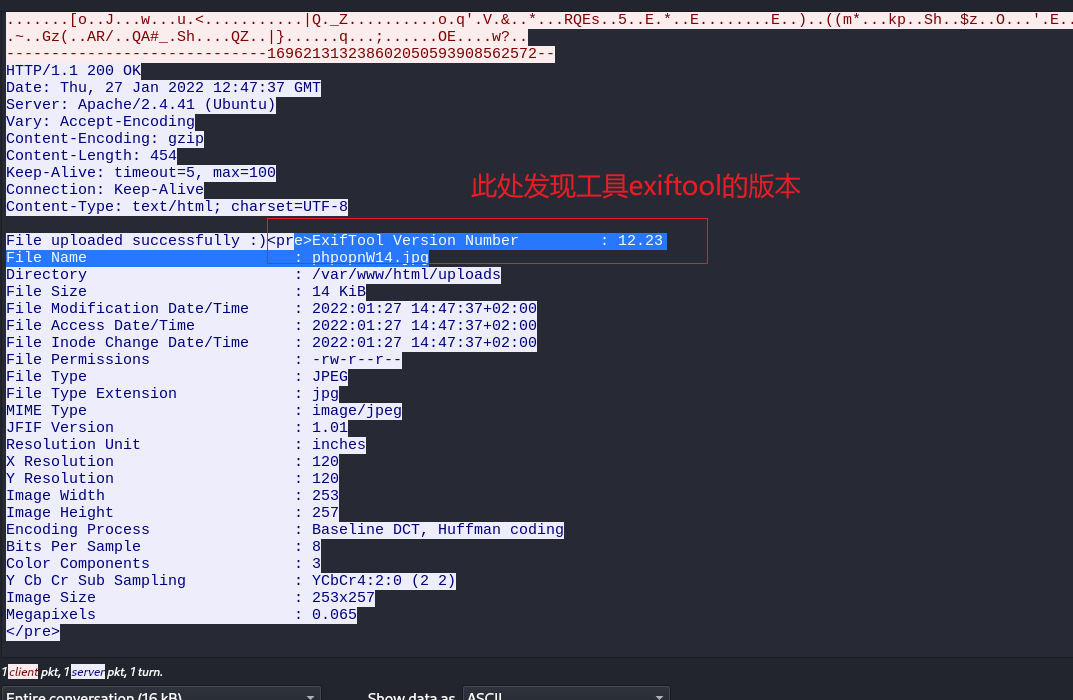 .......[o..J...w...u.<...........|Q._Z..........o.q'.V.&..*...RQEs..5..E.*..E........E..)..((m*...kp..Sh..$z..O...'.E..
.~..Gz(..AR/..QA#_.Sh....QZ..|}......q...;......OE....w?..
-----------------------------169621313238602050593908562572--
HTTP/1.1 200 OK
Date: Thu, 27 Jan 2022 12:47:37 GMT
Server: Apache/2.4.41 (Ubuntu)
Vary: Accept-Encoding
Content-Encoding: gzip
Content-Length: 454
Keep-Alive: timeout=5, max=100
此处发现工具exiftool的版本
Connection: Keep-Alive
Content-Type: text/html; charset=UTF-8
File uploaded successfully :)<pre>ExifTool Version Number         : 12.23
File Name                       : phpopnW14.jpg
Directory                       : /var/www/html/uploads
File Size                       : 14 KiB
File Modification Date/Time     : 2022:01:27 14:47:37+02:00
File Access Date/Time           : 2022:01:27 14:47:37+02:00
File Inode Change Date/Time     : 2022:01:27 14:47:37+02:00
File Permissions                : -rw-r--r--
File Type                       : JPEG
File Type Extension             : jpg
MIME Type                       : image/jpeg
JFIF Version                    : 1.01
Resolution Unit                 : inches
X Resolution                    : 120
Y Resolution                    : 120
Image Width                     : 253
Image Height                    : 257
Encoding Process                : Baseline DCT, Huffman coding
Bits Per Sample                 : 8
Color Components                : 3
Y Cb Cr Sub Sampling            : YCbCr4:2:0 (2 2)
Image Size                      : 253x257
Megapixels                      : 0.065
</pre>
1 client pkt, 1 server pkt, 1 turn.
Entire conversation (16 kB) Show data as ASCII